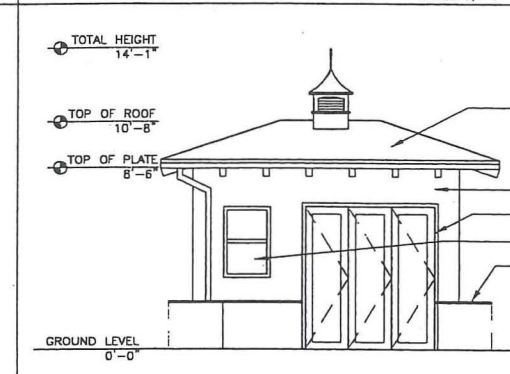 TOTAL HEIGHT
14'-1"
TOP OF ROOF
10'-8"
TOP OF PLATE
8'-6"
GROUND LEVEL
0'-0"